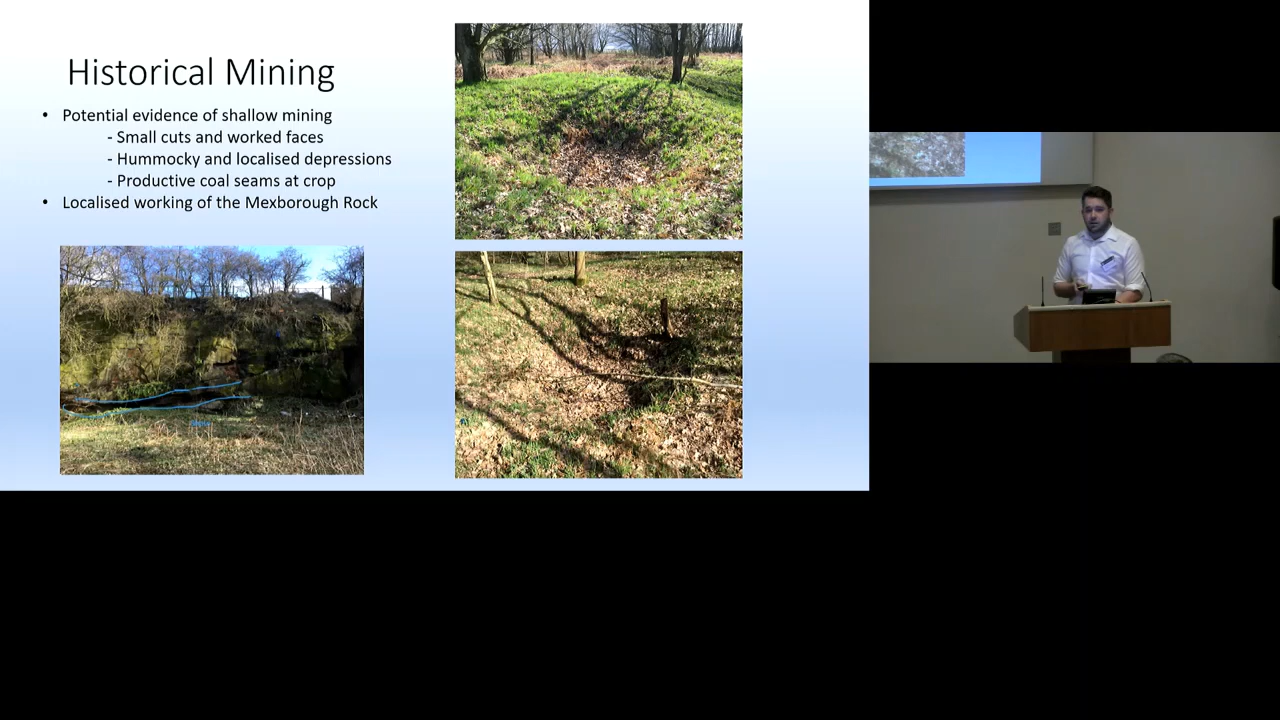 Historical Mining
• Potential evidence of shallow mining
- Small cuts and worked faces
- Hummocky and localised depressions
- Productive coal seams at crop
• Localised working of the Mexborough Rock